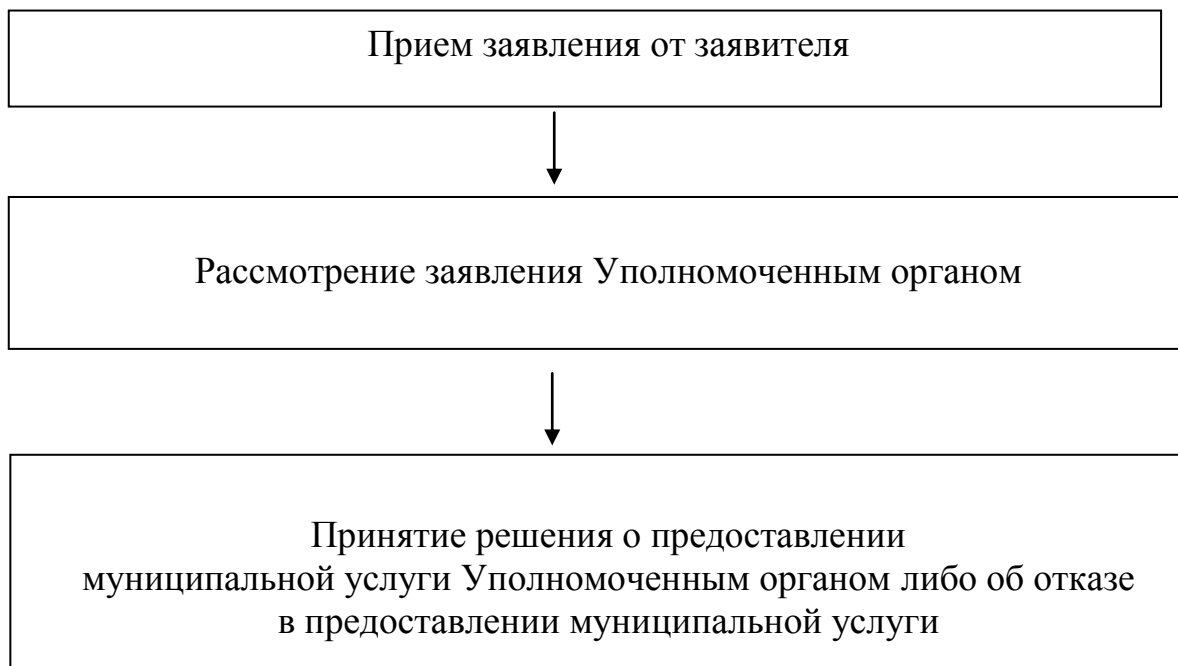 Прием заявления от заявителя
Рассмотрение заявления Уполномоченным органом
Принятие решения о предоставлении
муниципальной услуги Уполномоченным органом либо об отказе
в предоставлении муниципальной услуги